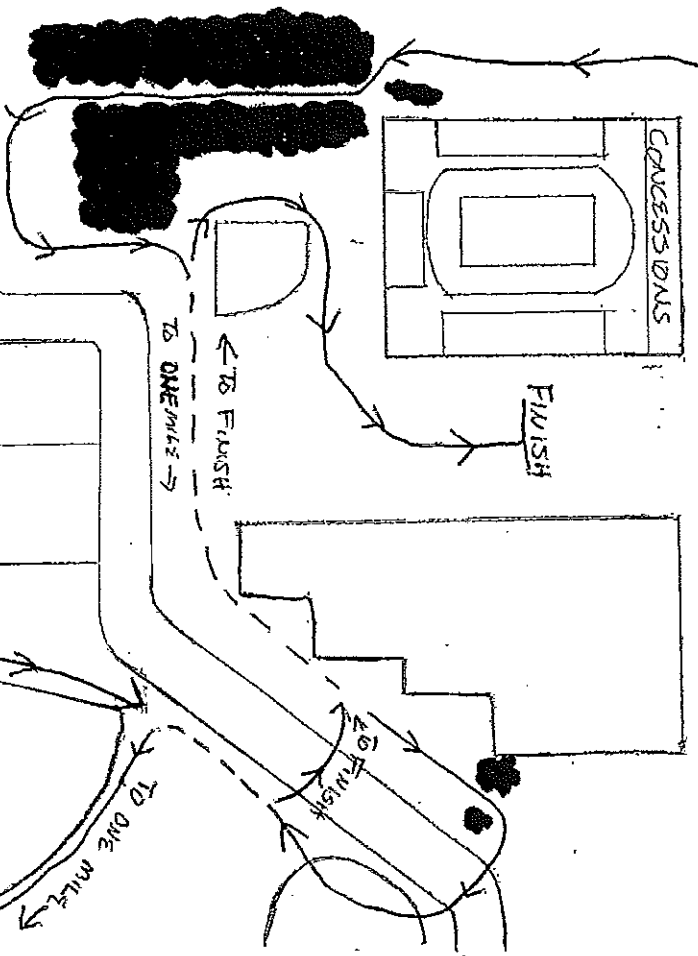 CONCESSIONS
FINISH
← TO FINISH
TO ONE MILE →
← TO FINISH
TO ONE MILE